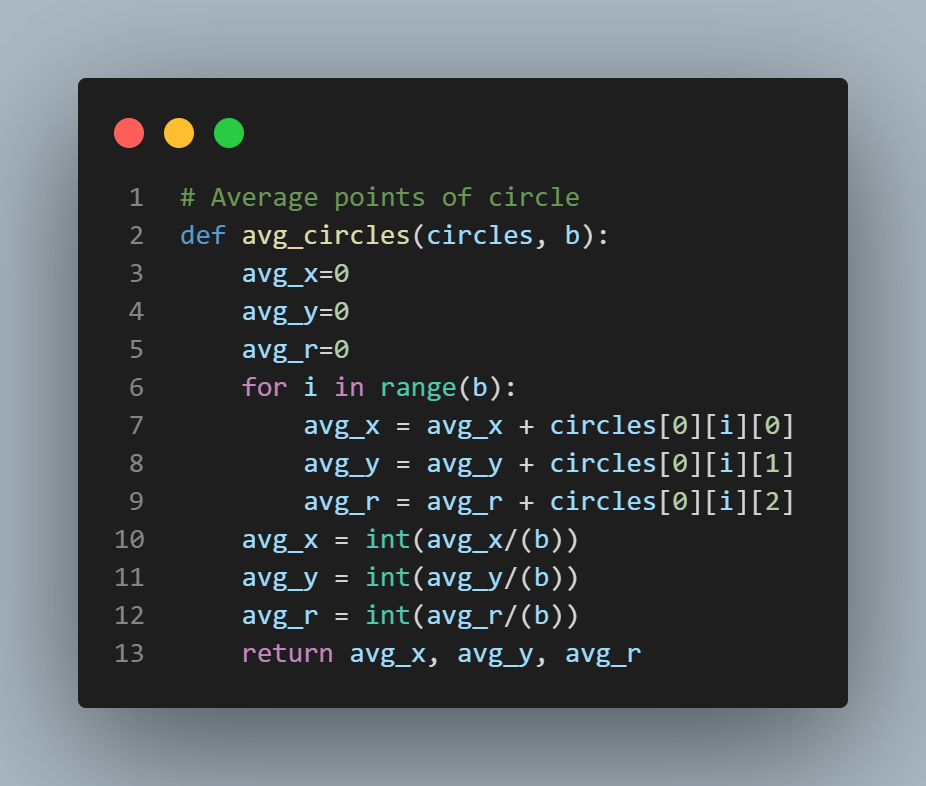 1 # Average points of circle
2 def avg_circles(circles, b):
3     avg_x=0
4     avg_y=0
5     avg_r=0
6     for i in range(b):
7         avg_x = avg_x + circles[0][i][0]
8         avg_y = avg_y + circles[0][i][1]
9         avg_r = avg_r + circles[0][i][2]
10     avg_x = int(avg_x/(b))
11     avg_y = int(avg_y/(b))
12     avg_r = int(avg_r/(b))
13     return avg_x, avg_y, avg_r